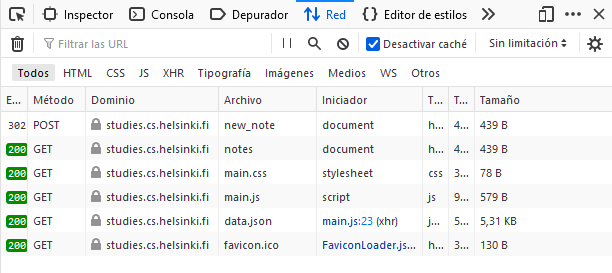 Inspector Consola Depurador Red Editor de estilos
Filtrar las URL Desactivar caché Sin limitación
Todos HTML CSS JS XHR Tipografía Imágenes Medios WS Otros
E... Método Dominio Archivo Iniciador T... T... Tamaño
302 POST studies.cs.helsinki.fi new_note document h... 4... 439 B
200 GET studies.cs.helsinki.fi notes document h... 4... 439 B
200 GET studies.cs.helsinki.fi main.css stylesheet css 3... 78 B
200 GET studies.cs.helsinki.fi main.js script js 9... 579 B
200 GET studies.cs.helsinki.fi data.json main.js:23 (xhr) j... 5... 5,31 KB
200 GET studies.cs.helsinki.fi favicon.ico FaviconLoader.js... h... 3... 130 B